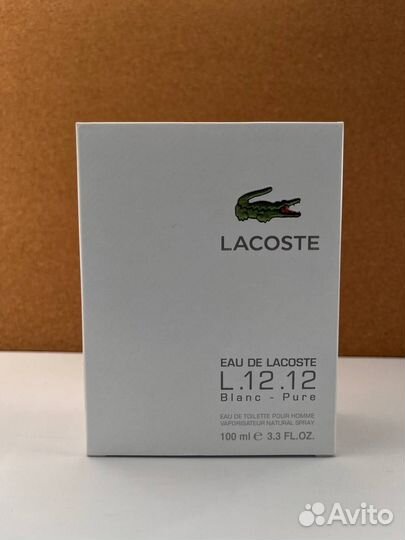 LACOSTE
EAU DE LACOSTE
L.12.12
Blanc - Pure
EAU DE TOILETTE POUR HOMME
VAPORISATEUR NATURAL SPRAY
100 ml ℮ 3.3 FL.OZ.
Avito